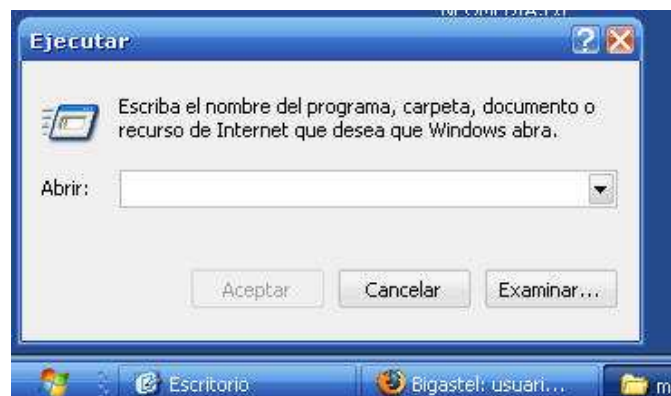 Ejecutar
Escriba el nombre del programa, carpeta, documento o
recurso de Internet que desea que Windows abra.
Abrir:
Aceptar
Cancelar
Examinar...
Escritorio
Bigastel: usuari...
m